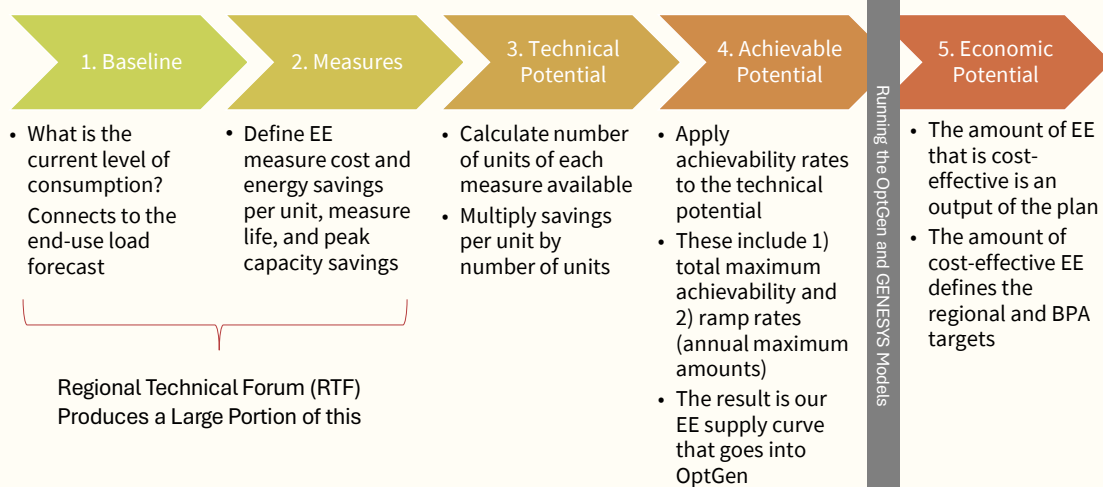 1. Baseline
• What is the
current level of
consumption?
Connects to the
end-use load
forecast
2. Measures
• Define EE
measure cost and
energy savings
per unit, measure
life, and peak
capacity savings
Regional Technical Forum (RTF)
Produces a Large Portion of this
3. Technical
Potential
• Calculate number
of units of each
measure available
• Multiply savings
per unit by
number of units
4. Achievable
Potential
• Apply
achievability rates
to the technical
potential
• These include 1)
total maximum
achievability and
2) ramp rates
(annual maximum
amounts)
• The result is our
EE supply curve
that goes into
OptGen
Running the OptGen and GENESYS Models
5. Economic
Potential
• The amount of EE
that is cost-
effective is an
output of the plan
• The amount of
cost-effective EE
defines the
regional and BPA
targets